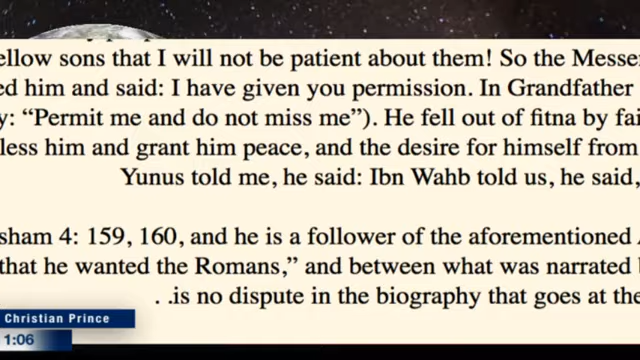 ellow sons that I will not be patient about them! So the Messe
ed him and said: I have given you permission. In Grandfather
y: “Permit me and do not miss me”). He fell out of fitna by fai
less him and grant him peace, and the desire for himself from
Yunus told me, he said: Ibn Wahb told us, he said,
sham 4: 159, 160, and he is a follower of the aforementioned
that he wanted the Romans,” and between what was narrated
. .is no dispute in the biography that goes at the
Christian Prince
1:06